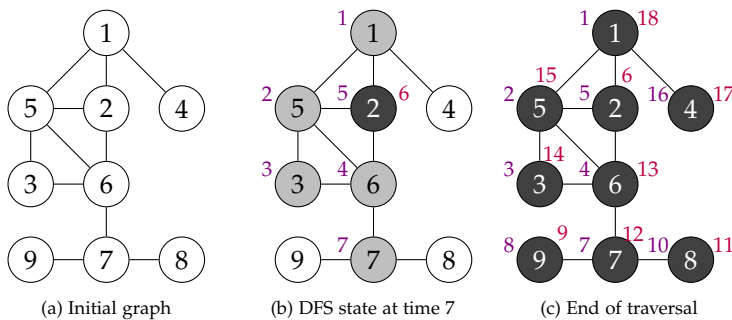 1 1 1 1 18
15 6
5 2 2 5 5 2 6 2 5 5 2 16 4 17
4 4
3 14
3 6 3 3 4 6 3 4 6 13
7 9 12
9 7 8 9 7 8 8 9 7 7 10 8 11
(a) Initial graph (b) DFS state at time 7 (c) End of traversal